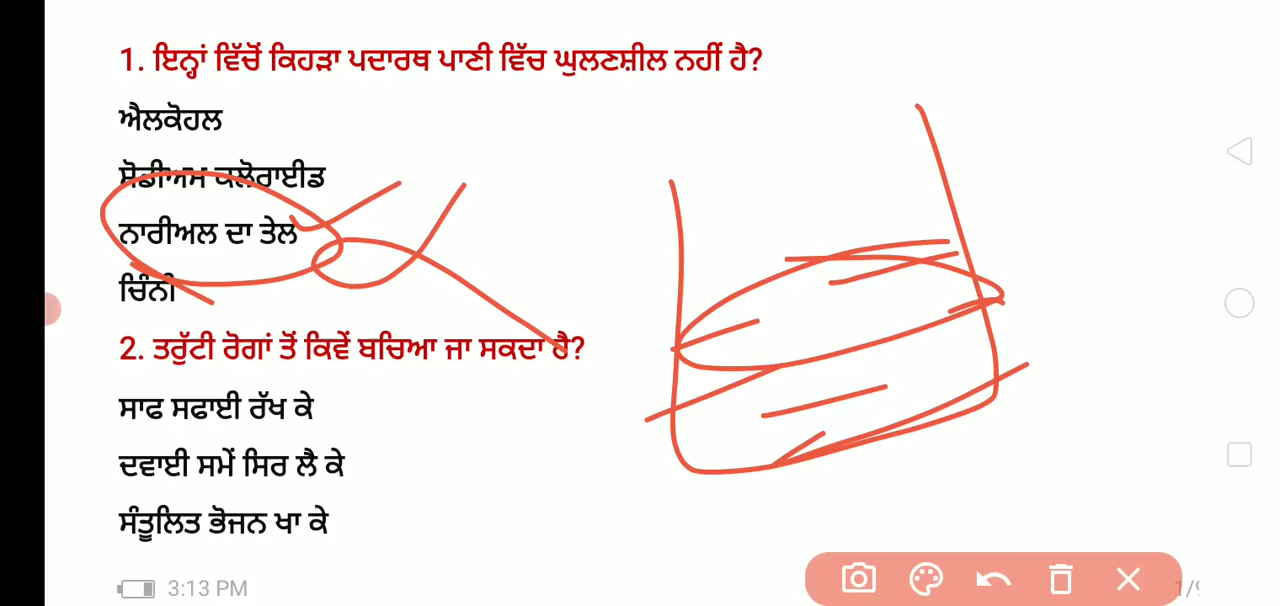 1. ਇਨ੍ਹਾਂ ਵਿੱਚੋਂ ਕਿਹੜਾ ਪਦਾਰਥ ਪਾਣੀ ਵਿੱਚ ਘੁਲਣਸ਼ੀਲ ਨਹੀਂ ਹੈ?
ਐਲਕੋਹਲ
ਸੋਡੀਅਮ ਕਲੋਰਾਈਡ
ਨਾਰੀਅਲ ਦਾ ਤੇਲ
ਚਿੰਨੀ
2. ਤਰੁੱਟੀ ਰੋਗਾਂ ਤੋਂ ਕਿਵੇਂ ਬਚਿਆ ਜਾ ਸਕਦਾ ਹੈ?
ਸਾਫ ਸਫਾਈ ਰੱਖ ਕੇ
ਦਵਾਈ ਸਮੇਂ ਸਿਰ ਲੈ ਕੇ
ਸੰਤੂਲਿਤ ਭੋਜਨ ਖਾ ਕੇ
3:13 PM